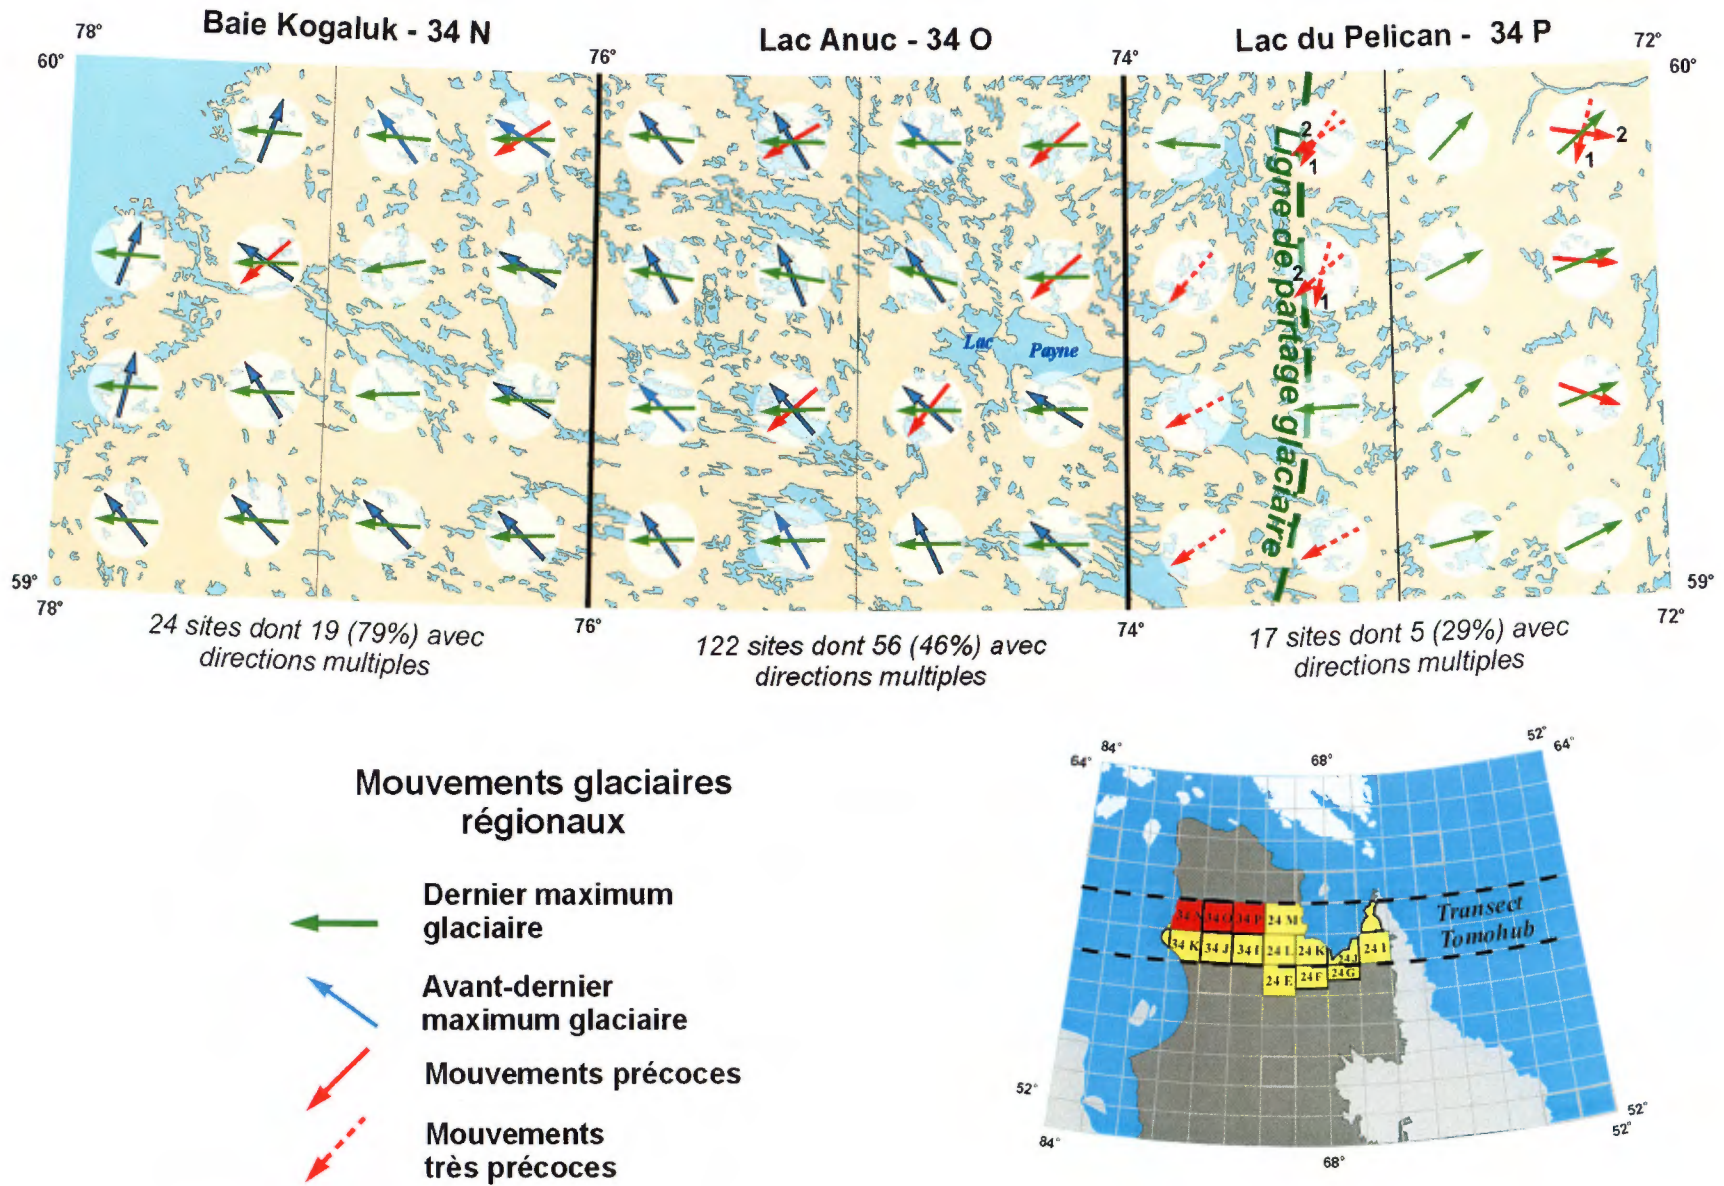 Baie Kogaluk - 34 N
Lac Anuc - 34 O
Lac du Pelican - 34 P
78°
76°
74°
72°
60°
60°
2
1
2
1
2
1
Ligne de partage glaciaire
Lac
Payne
59°
59°
78°
76°
74°
72°
24 sites dont 19 (79%) avec
directions multiples
122 sites dont 56 (46%) avec
directions multiples
17 sites dont 5 (29%) avec
directions multiples
Mouvements glaciaires
régionaux
Dernier maximum
glaciaire
Avant-dernier
maximum glaciaire
Mouvements précoces
Mouvements
très précoces
84°
64°
68°
52°
64°
34 N
34 O
34 P
24 M
34 K
34 J
34 I
24 L
24 K
24 J
24 I
24 E
24 F
24 G
Transect
Tomohub
52°
84°
68°
52°
52°